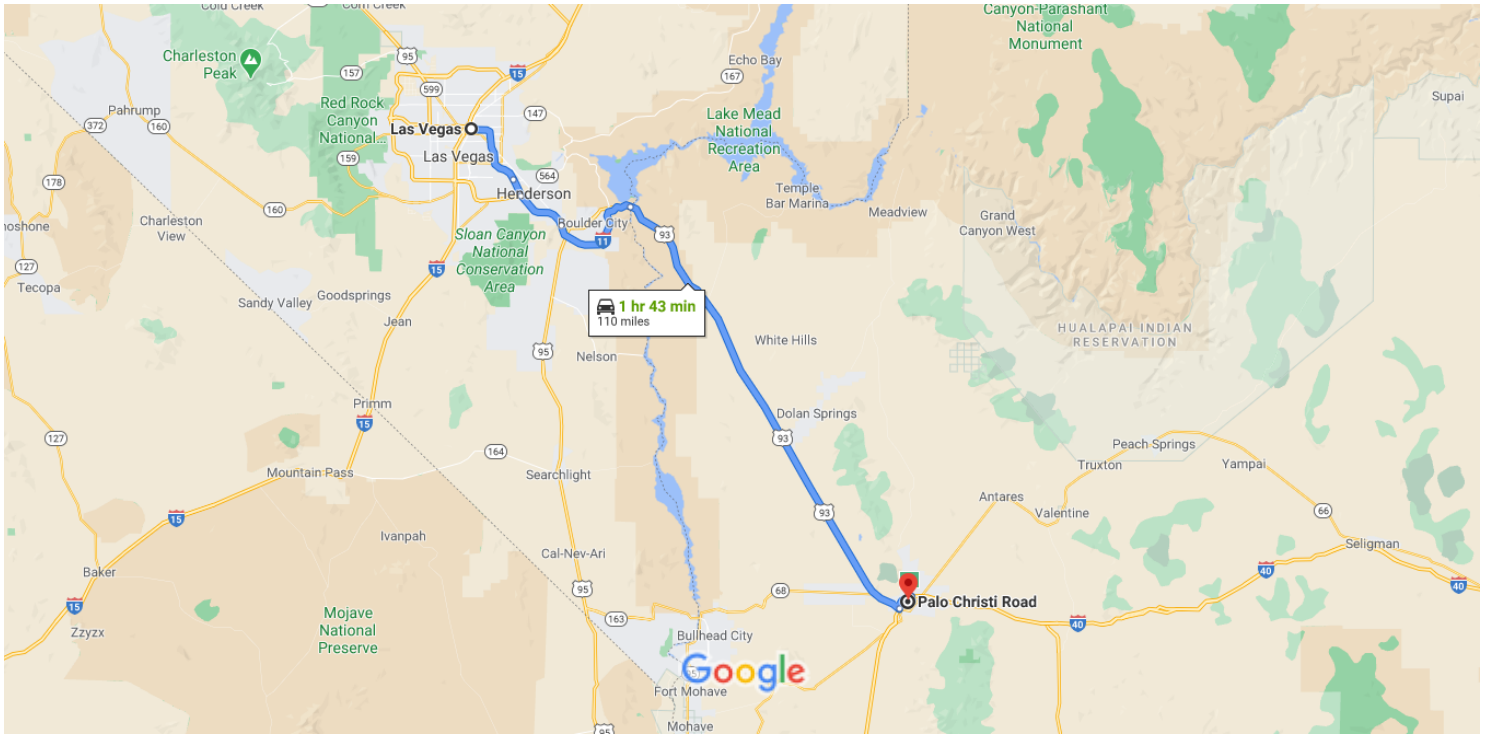 Cold Creek
Corn Creek
Canyon-Parashant
National
Monument
Charleston
Peak
95
15
157
599
Echo Bay
167
Supai
Pahrump
372
160
Red Rock
Canyon
National...
147
Lake Mead
National
Recreation
Area
Las Vegas
Las Vegas
159
564
178
Henderson
Temple
Bar Marina
Meadview
160
Charleston
View
Boulder City
11
93
Grand
Canyon West
noshone
Sloan Canyon
National
Conservation
Area
127
Tecopa
15
Sandy Valley
Goodsprings
Jean
1 hr 43 min
110 miles
HUALAPAI INDIAN
RESERVATION
White Hills
95
Nelson
Primm
15
Dolan Springs
127
93
164
Peach Springs
Mountain Pass
Searchlight
Truxton
Yampai
Antares
Valentine
15
93
66
Ivanpah
Seligman
Cal-Nev-Ari
Baker
40
40
95
68
15
Palo Christi Road
Mojave
National
Preserve
163
40
Zzyzx
Bullhead City
Google
95
Fort Mohave
Mohave
95